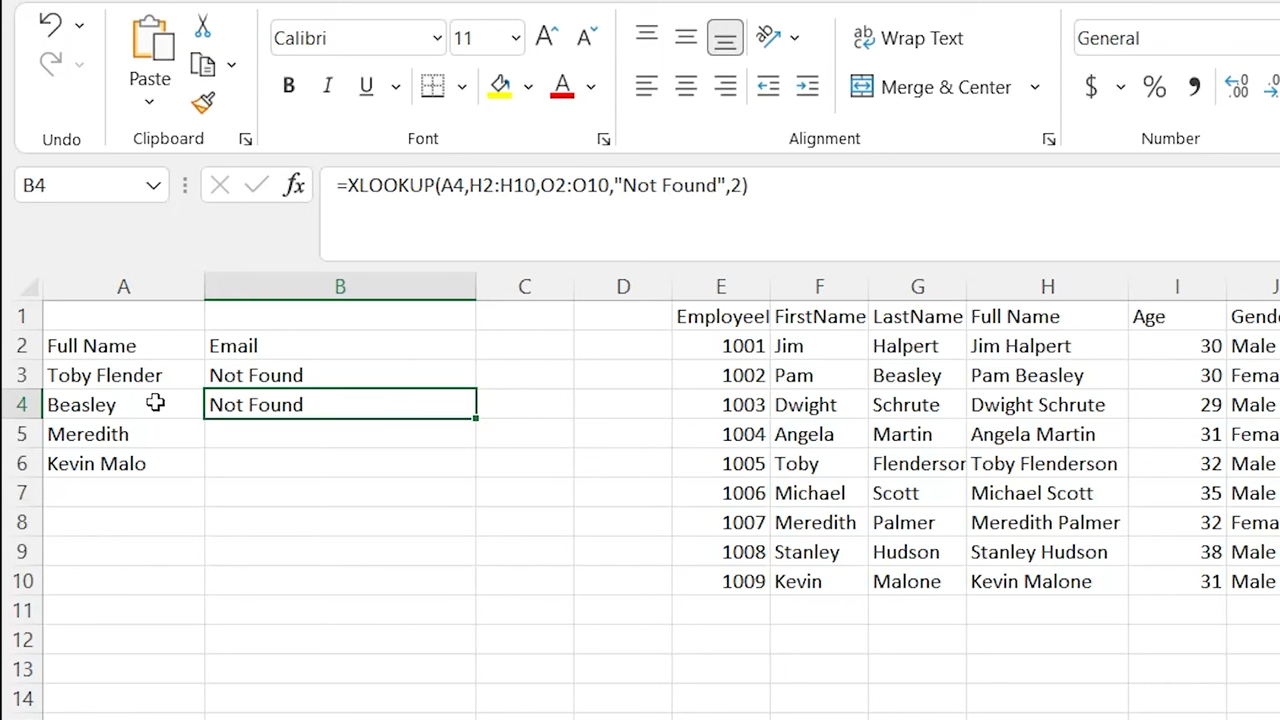 Calibri 11
Wrap Text General
Paste B I U A Merge & Center $ % 9 .00
Undo Clipboard Font Alignment Number
B4 fx =XLOOKUP(A4,H2:H10,O2:O10,"Not Found",2)
A B C D E F G H I J
1 EmployeeI FirstName LastName Full Name Age Gende
2 Full Name Email 1001 Jim Halpert Jim Halpert 30 Male
3 Toby Flender Not Found 1002 Pam Beasley Pam Beasley 30 Fema
4 Beasley Not Found 1003 Dwight Schrute Dwight Schrute 29 Male
5 Meredith 1004 Angela Martin Angela Martin 31 Fema
6 Kevin Malo 1005 Toby Flenderson Toby Flenderson 32 Male
7 1006 Michael Scott Michael Scott 35 Male
8 1007 Meredith Palmer Meredith Palmer 32 Fema
9 1008 Stanley Hudson Stanley Hudson 38 Male
10 1009 Kevin Malone Kevin Malone 31 Male
11
12
13
14